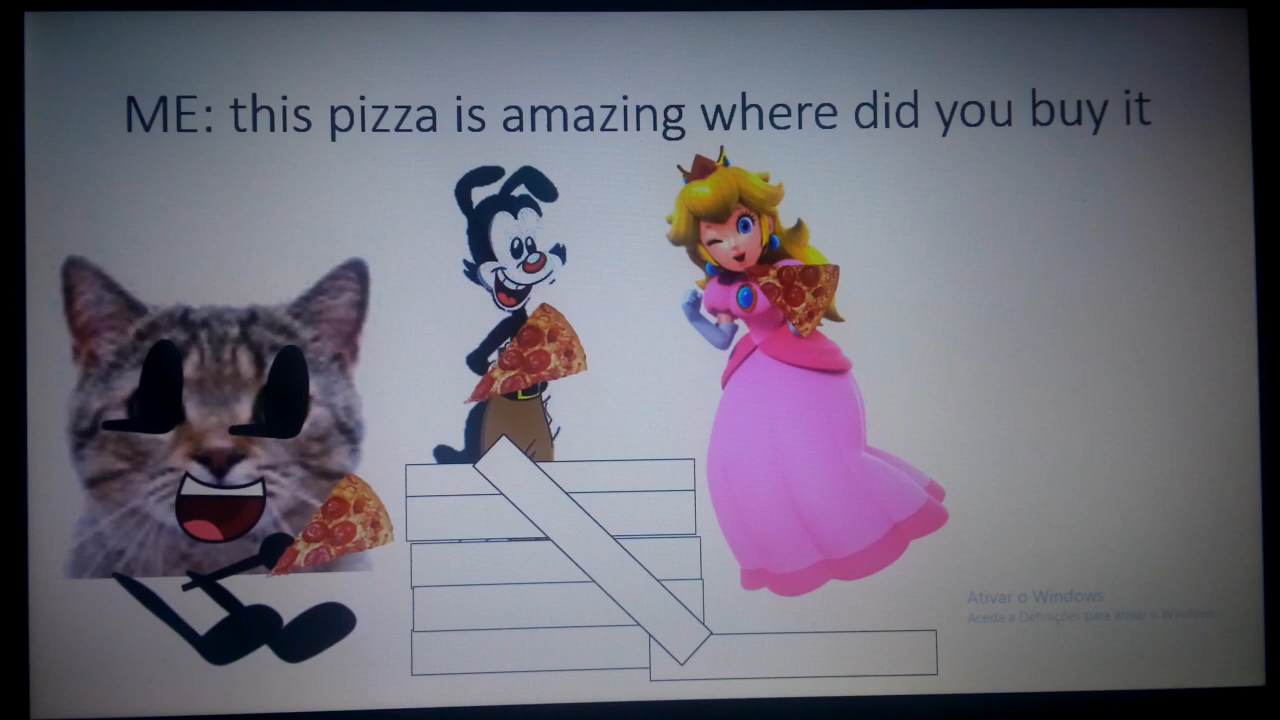 ME: this pizza is amazing where did you buy it
Ativar o Windows
Aceda a Definições para ativar o Windows.